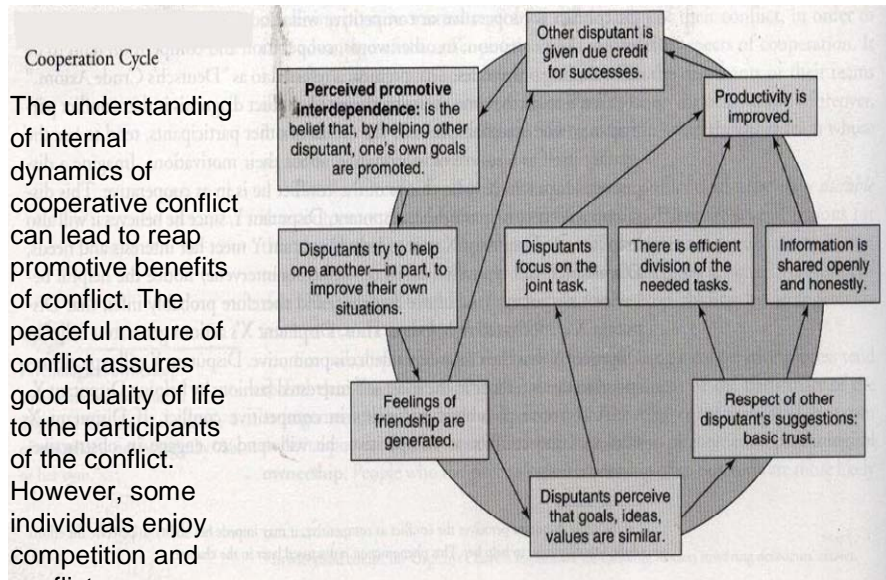 Cooperation Cycle
The understanding
of internal
dynamics of
cooperative conflict
can lead to reap
promotive benefits
of conflict. The
peaceful nature of
conflict assures
good quality of life
to the participants
of the conflict.
However, some
individuals enjoy
competition and
Other disputant is
given due credit
for successes.
Perceived promotive
interdependence: is the
belief that, by helping other
disputant, one's own goals
are promoted.
Productivity is
improved.
Disputants try to help
one another—in part, to
improve their own
situations.
Disputants
focus on the
joint task.
There is efficient
division of the
needed tasks.
Information is
shared openly
and honestly.
Feelings of
friendship are
generated.
Respect of other
disputant's suggestions:
basic trust.
Disputants perceive
that goals, ideas,
values are similar.